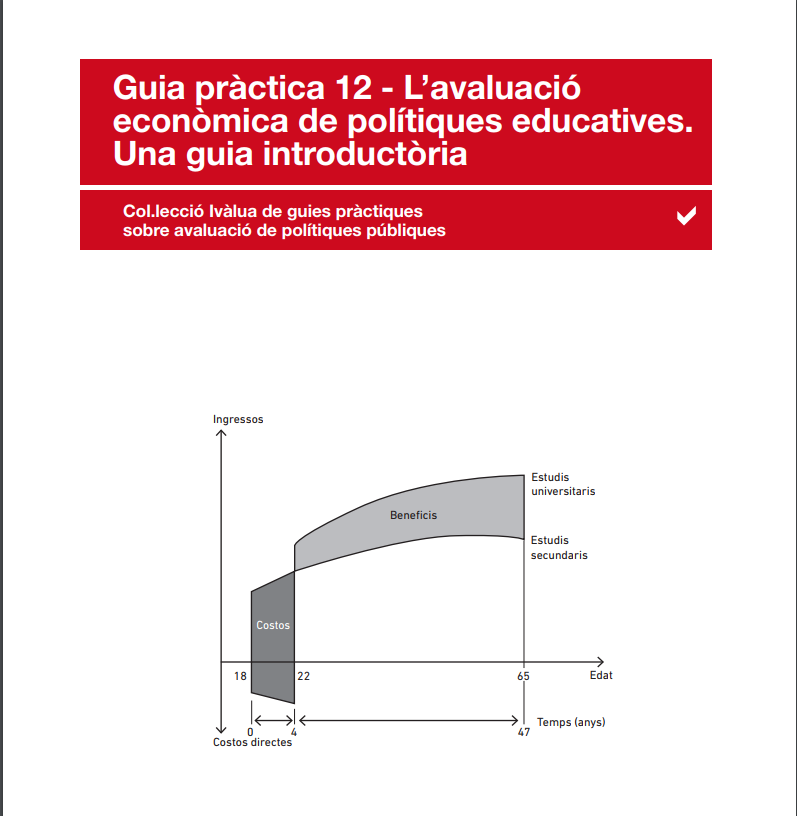 Guia pràctica 12 - L’avaluació
econòmica de polítiques educatives.
Una guia introductòria
Col.lecció Ivàlua de guies pràctiques
sobre avaluació de polítiques públiques
Ingressos
Estudis
universitaris
Beneficis
Estudis
secundaris
Costos
18
22
65
Edat
0
4
47
Temps (anys)
Costos directes